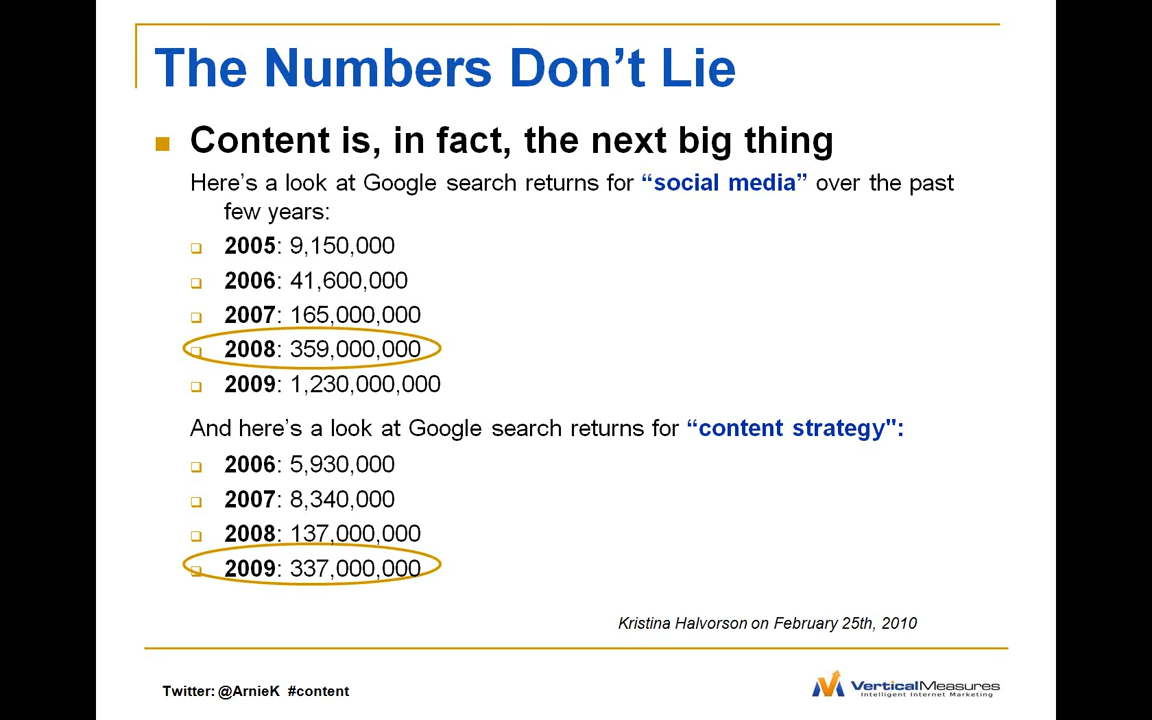 The Numbers Don’t Lie
Content is, in fact, the next big thing
Here’s a look at Google search returns for “social media” over the past
few years:
2005: 9,150,000
2006: 41,600,000
2007: 165,000,000
2008: 359,000,000
2009: 1,230,000,000
And here’s a look at Google search returns for “content strategy":
2006: 5,930,000
2007: 8,340,000
2008: 137,000,000
2009: 337,000,000
Kristina Halvorson on February 25th, 2010
Twitter: @ArnieK #content
VerticalMeasures
Intelligent Internet Marketing